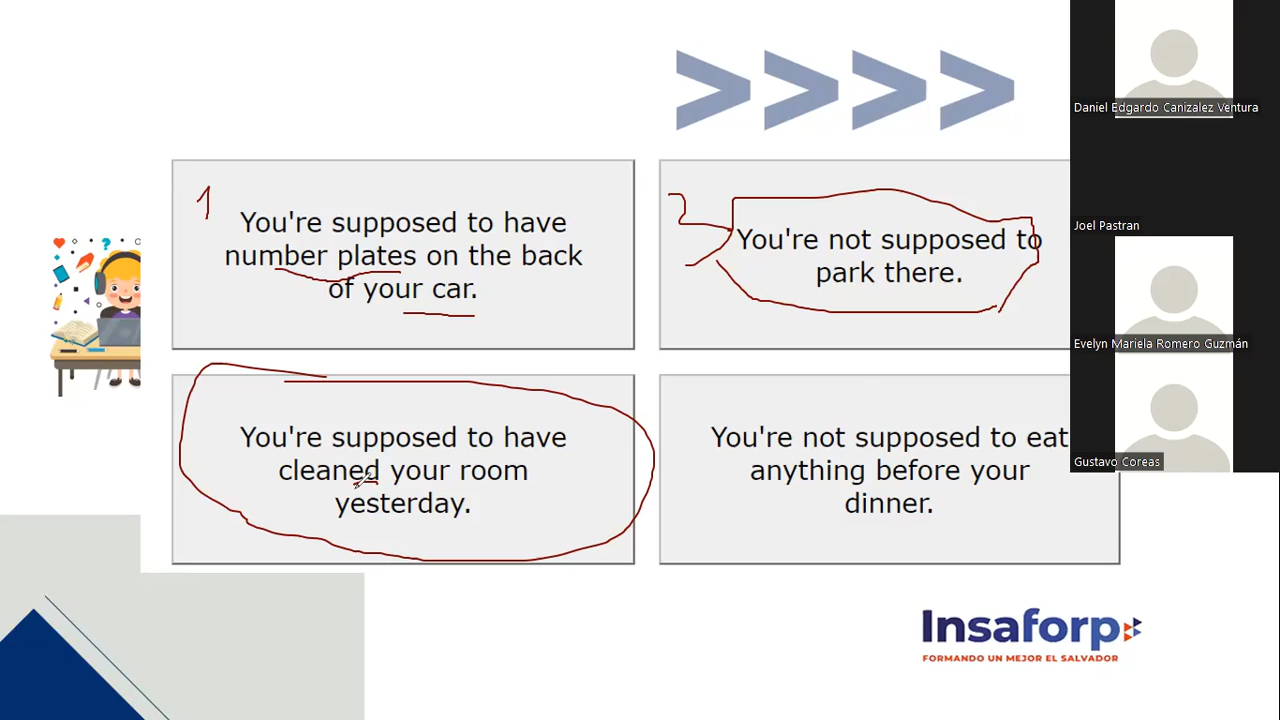 >>>>
1
You're supposed to have
number plates on the back
of your car.
2
You're not supposed to
park there.
You're supposed to have
cleaned your room
yesterday.
You're not supposed to eat
anything before your
dinner.
Daniel Edgardo Canizalez Ventura
Joel Pastran
Evelyn Mariela Romero Guzmán
Gustavo Coreas
Insaforp
FORMANDO UN MEJOR EL SALVADOR